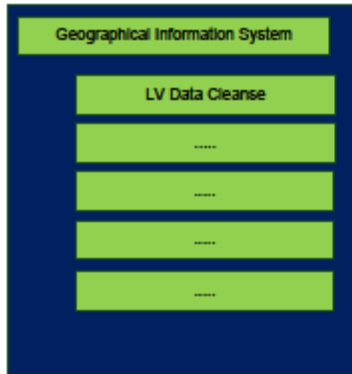 Geographical Information System
LV Data Cleanse
.....
.....
.....
.....